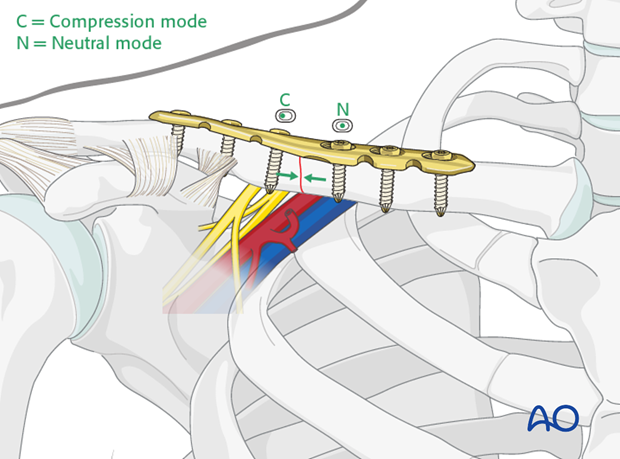 C = Compression mode
N = Neutral mode
C
N
AO